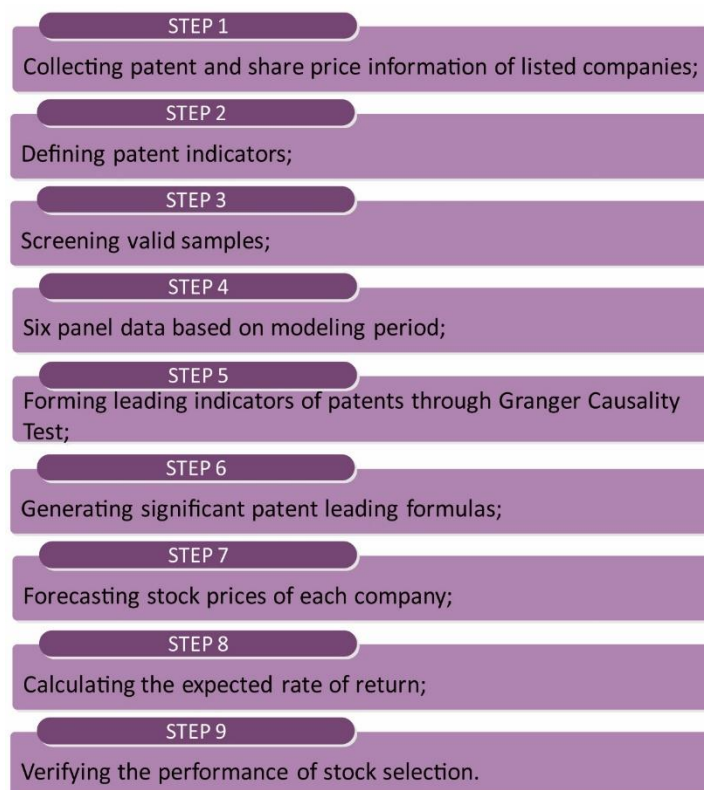 STEP 1
Collecting patent and share price information of listed companies;
STEP 2
Defining patent indicators;
STEP 3
Screening valid samples;
STEP 4
Six panel data based on modeling period;
STEP 5
Forming leading indicators of patents through Granger Causality
Test;
STEP 6
Generating significant patent leading formulas;
STEP 7
Forecasting stock prices of each company;
STEP 8
Calculating the expected rate of return;
STEP 9
Verifying the performance of stock selection.